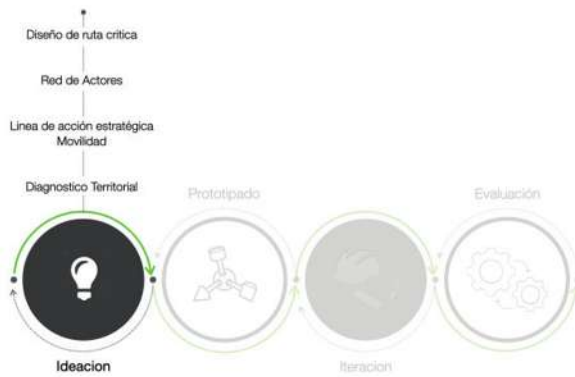 Diseño de ruta critica
Red de Actores
Linea de acción estratégica
Movilidad
Diagnostico Territorial
Prototipado
Evaluación
Ideacion
Iteracion